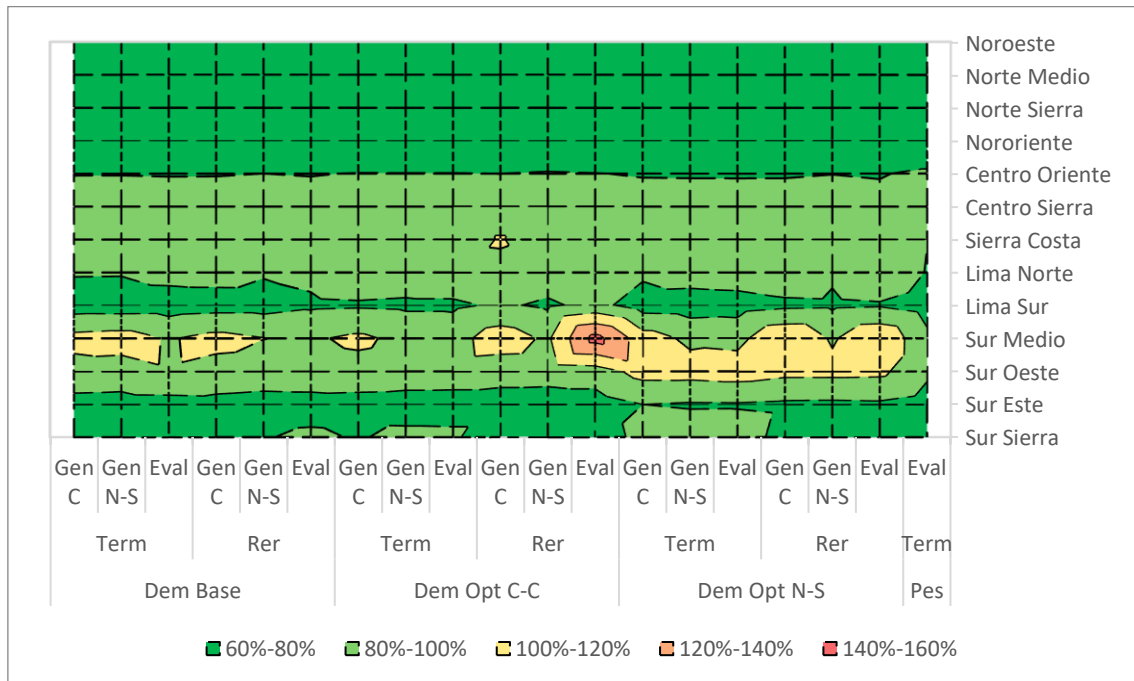 Noroeste
Norte Medio
Norte Sierra
Nororiente
Centro Oriente
Centro Sierra
Sierra Costa
Lima Norte
Lima Sur
Sur Medio
Sur Oeste
Sur Este
Sur Sierra
Gen Gen Eval Gen Gen Eval Gen Gen Eval Gen Gen Eval Gen Gen Eval Gen Gen Eval Eval
C N-S C N-S C N-S C N-S C N-S C N-S
Term Rer Term Rer Term Rer Term
Dem Base Dem Opt C-C Dem Opt N-S Pes
60%-80% 80%-100% 100%-120% 120%-140% 140%-160%